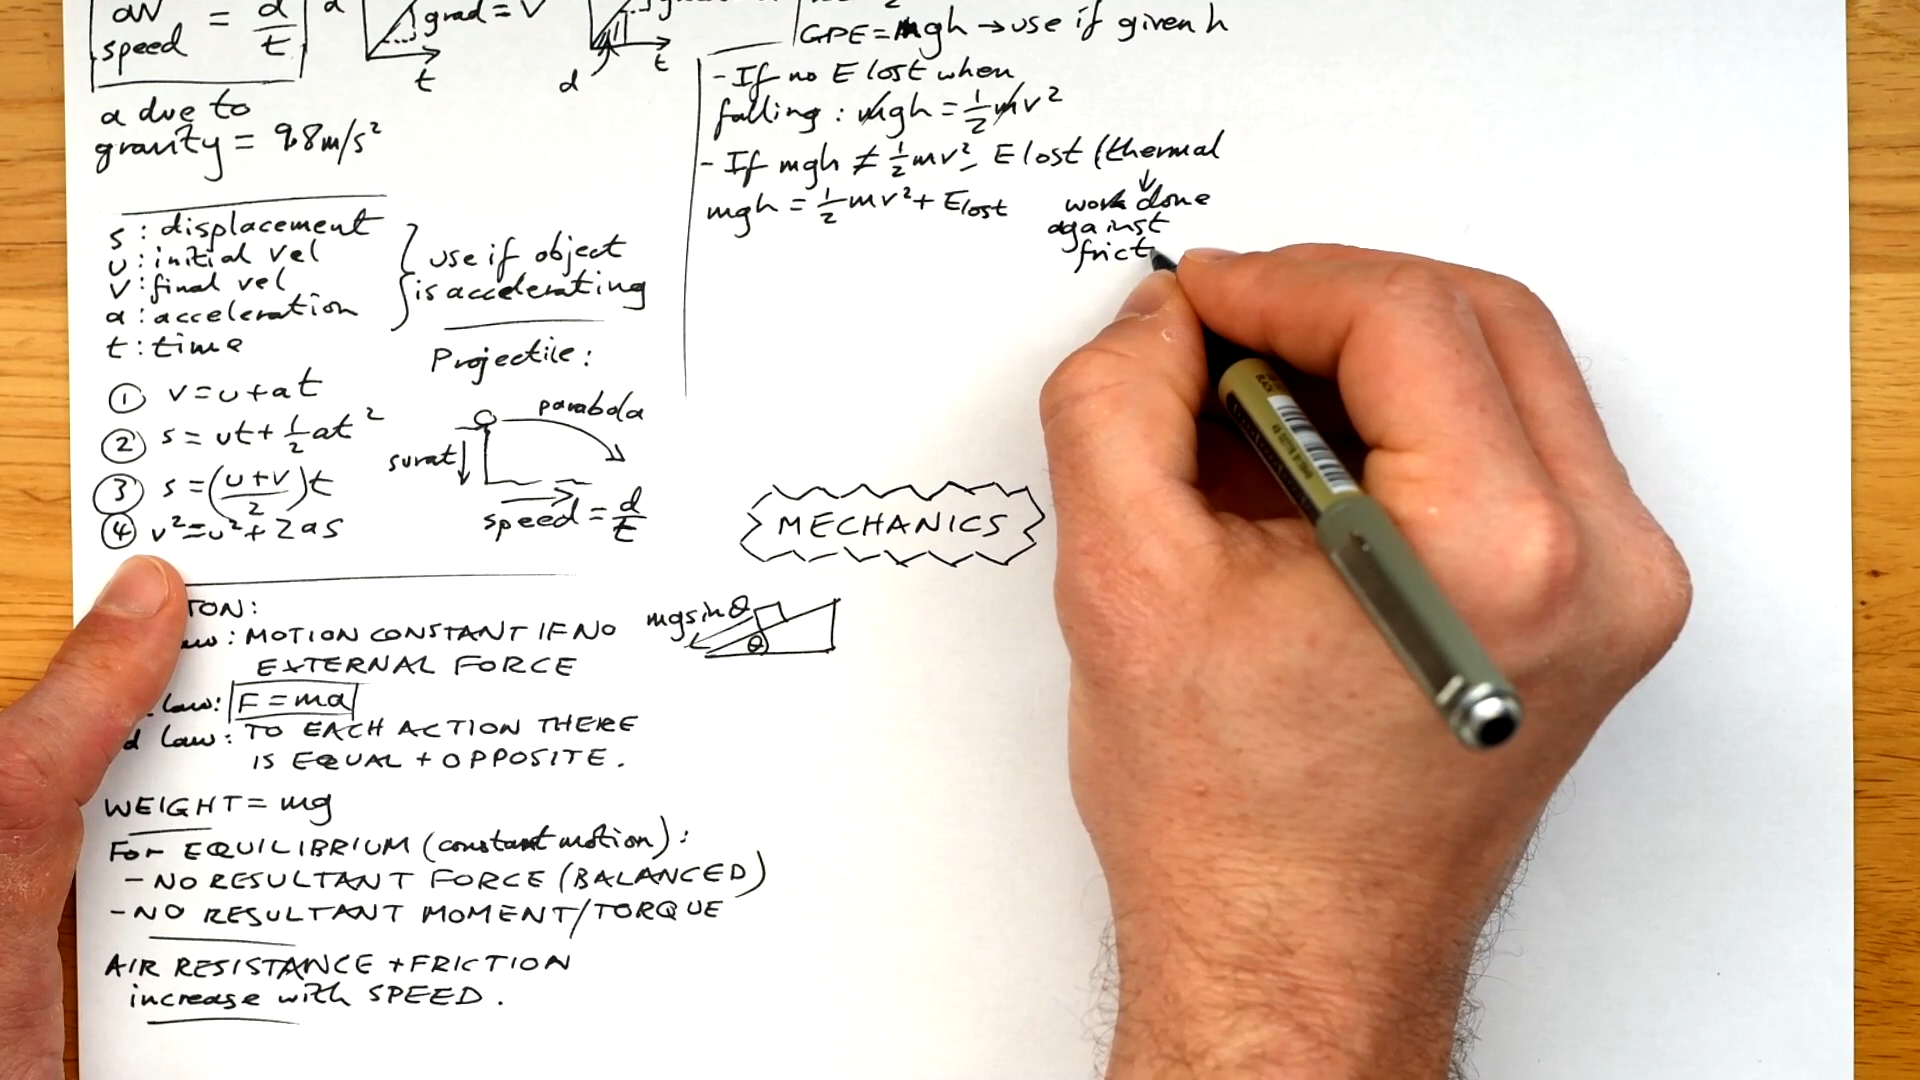 speed = d/t
grad = v
t
d
t
a due to
gravity = 9.8m/s²
s : displacement
u : initial vel
v : final vel
a : acceleration
t : time
use if object
is accelerating
① v = u + at
② s = ut + ½at²
③ s = (u+v/2)t
④ v² = u² + 2as
Projectile :
parabola
suvat
speed = d/t
TON :
law : MOTION CONSTANT IF NO
EXTERNAL FORCE
law : F = ma
d law : TO EACH ACTION THERE
IS EQUAL + OPPOSITE .
WEIGHT = mg
For EQUILIBRIUM (constant motion) :
- NO RESULTANT FORCE (BALANCED)
- NO RESULTANT MOMENT/TORQUE
AIR RESISTANCE + FRICTION
increase with SPEED .
GPE = mgh → use if given h
- If no E lost when
falling : mgh = ½mv²
- If mgh ≠ ½mv², E lost (thermal
mgh = ½mv² + Elost
↓
work done
against
frict
MECHANICS
mgsinθ
θ